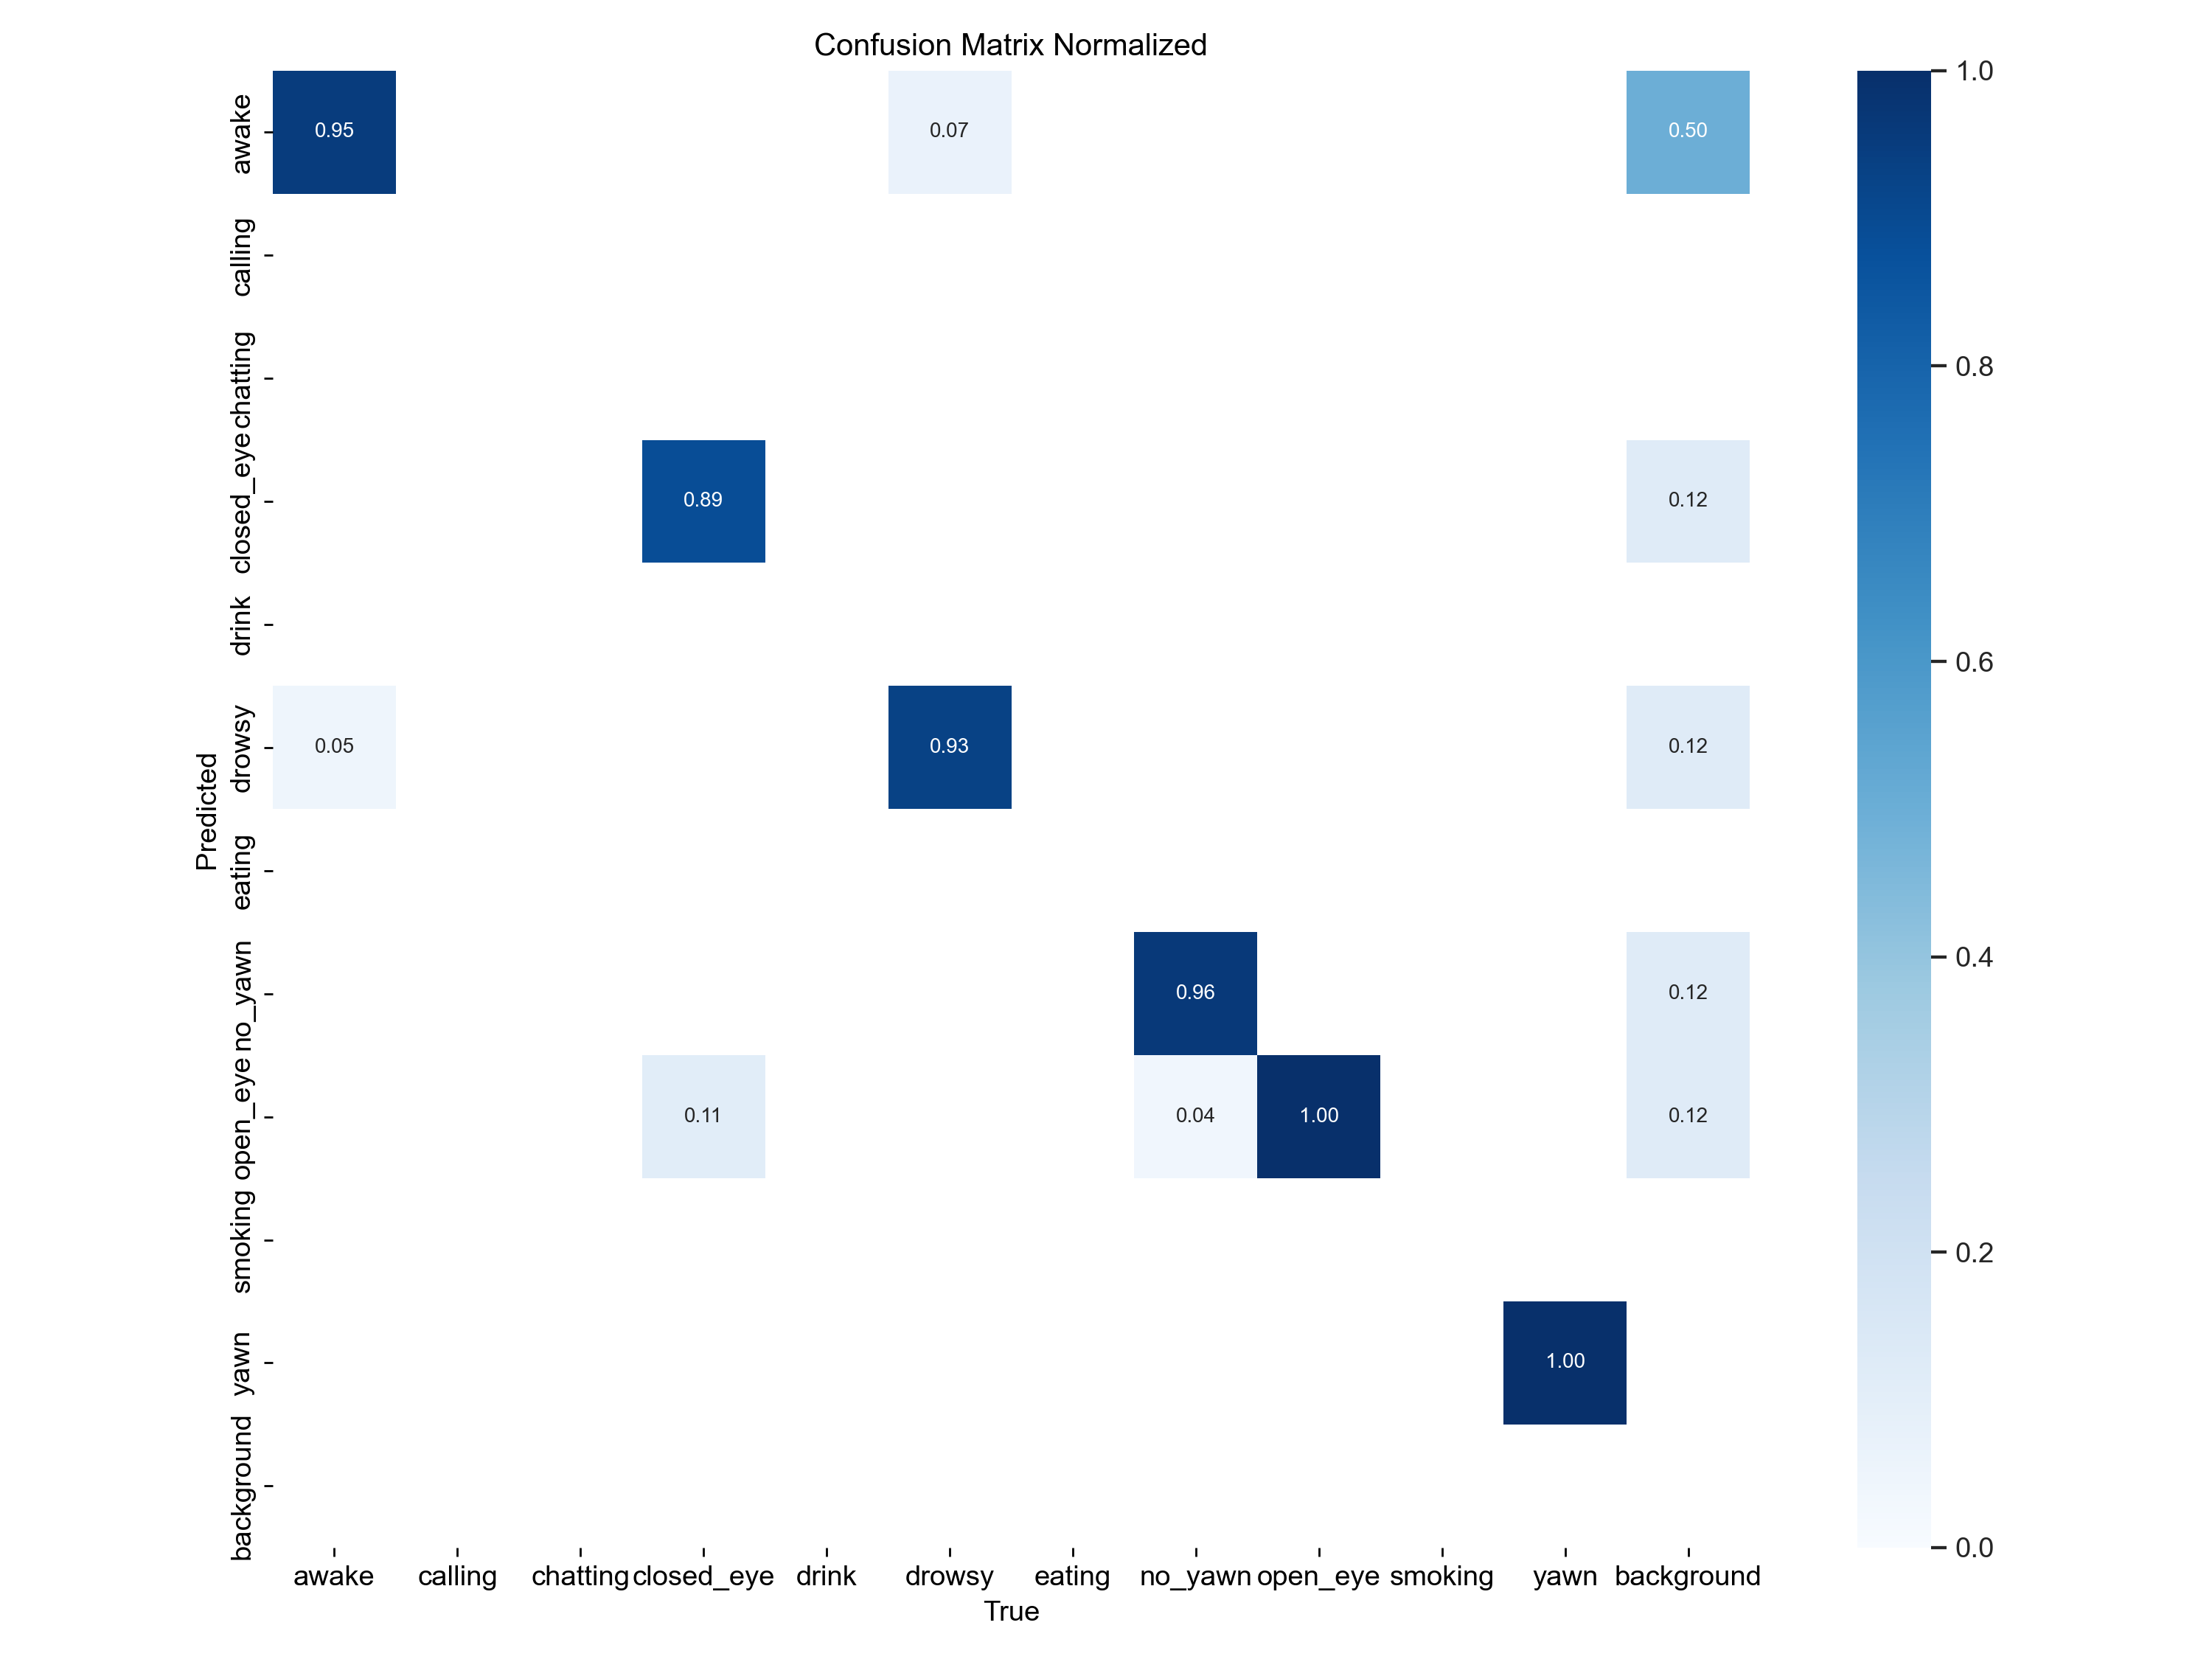 Confusion Matrix Normalized
awake
calling
chatting
closed_eye
drink
drowsy
eating
no_yawn
open_eye
smoking
yawn
background
Predicted
0.95
0.07
0.50
0.89
0.12
0.05
0.93
0.12
0.96
0.12
0.11
0.04
1.00
0.12
1.00
awake
calling
chatting
closed_eye
drink
drowsy
eating
no_yawn
open_eye
smoking
yawn
background
True
1.0
0.8
0.6
0.4
0.2
0.0